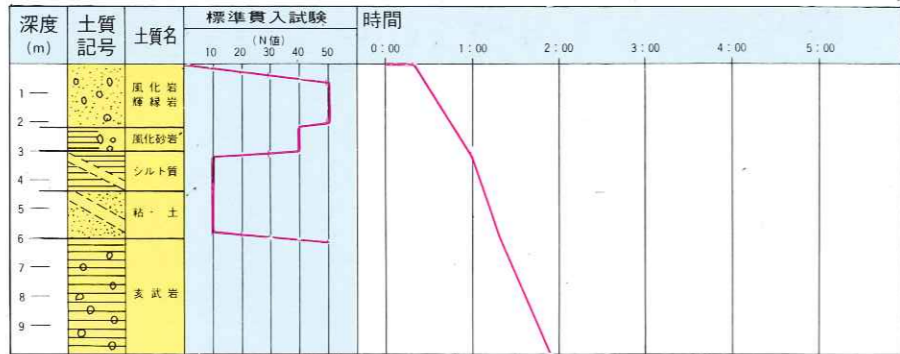 深度
(m)
土質
記号
土質名
標準貫入試験
(N値)
10 20 30 40 50
時間
0:00 1:00 2:00 3:00 4:00 5:00
1
2
3
4
5
6
7
8
9
風化岩
輝緑岩
風化砂岩
シルト質
粘・土
玄武岩